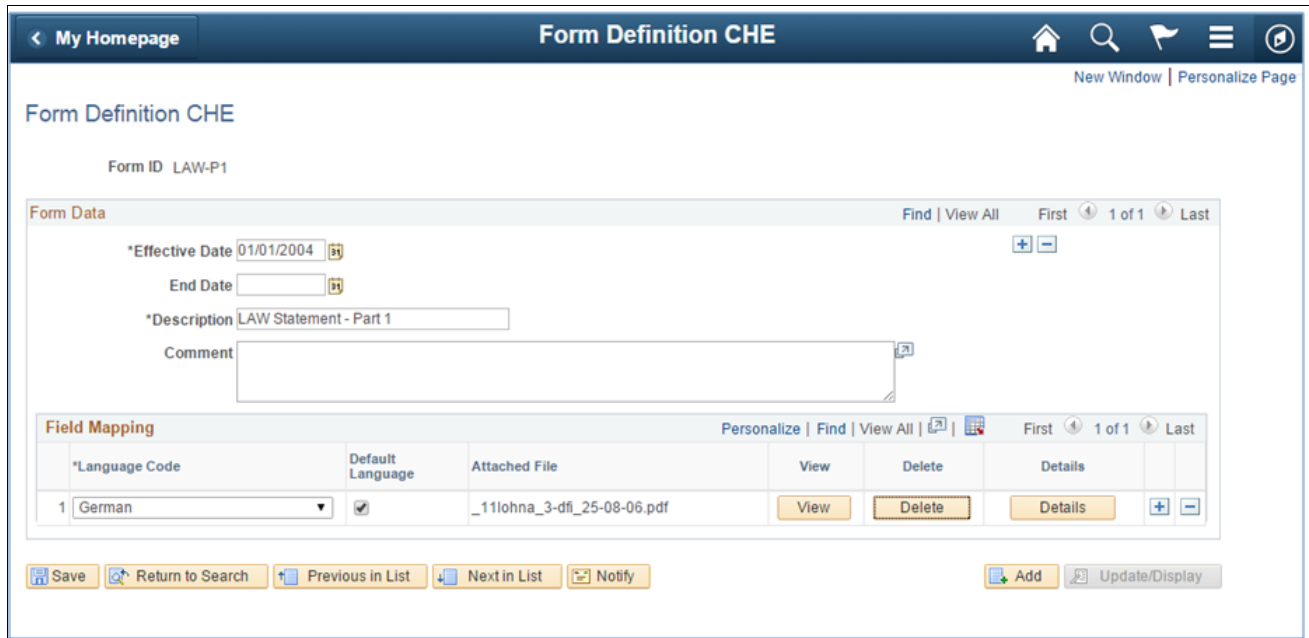 My Homepage Form Definition CHE
New Window | Personalize Page
Form Definition CHE
Form ID LAW-P1
Form Data Find | View All First 1 of 1 Last
*Effective Date 01/01/2004
End Date
*Description LAW Statement - Part 1
Comment
Field Mapping Personalize | Find | View All | | First 1 of 1 Last
*Language Code Default Language Attached File View Delete Details
1 German _11lohna_3-dfi_25-08-06.pdf View Delete Details
Save Return to Search Previous in List Next in List Notify Add Update/Display